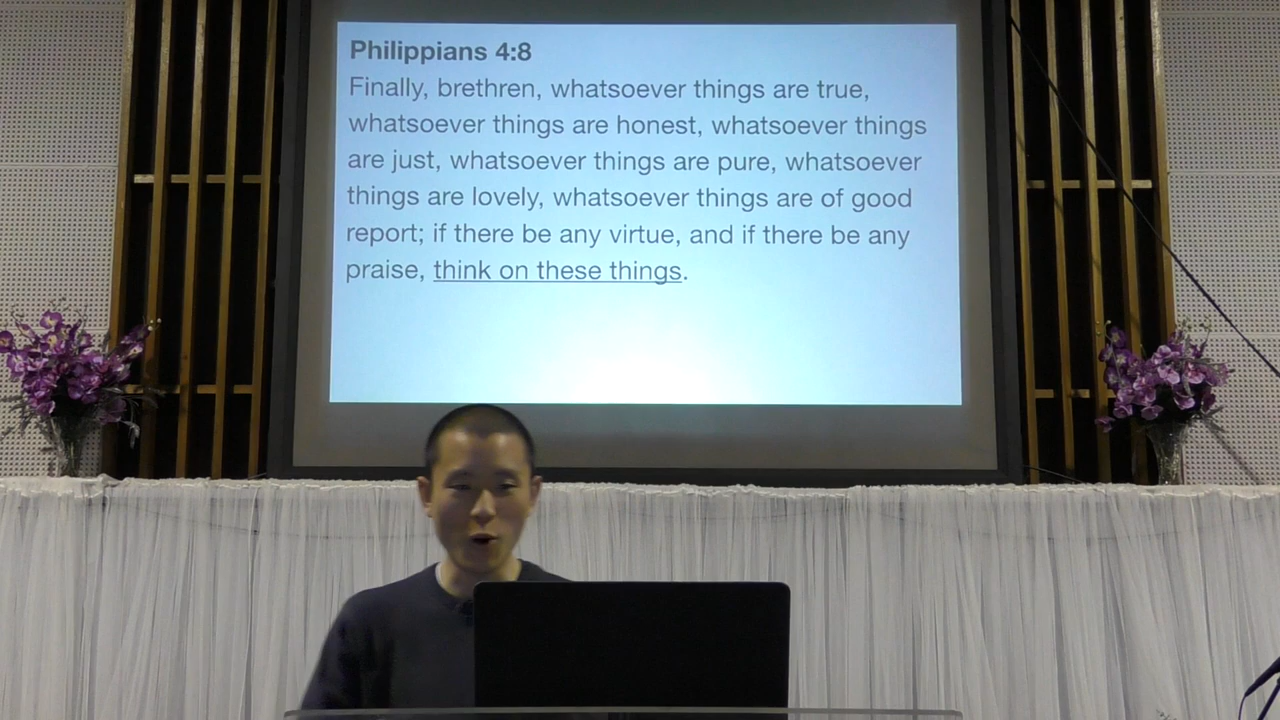 Philippians 4:8
Finally, brethren, whatsoever things are true,
whatsoever things are honest, whatsoever things
are just, whatsoever things are pure, whatsoever
things are lovely, whatsoever things are of good
report; if there be any virtue, and if there be any
praise, think on these things.